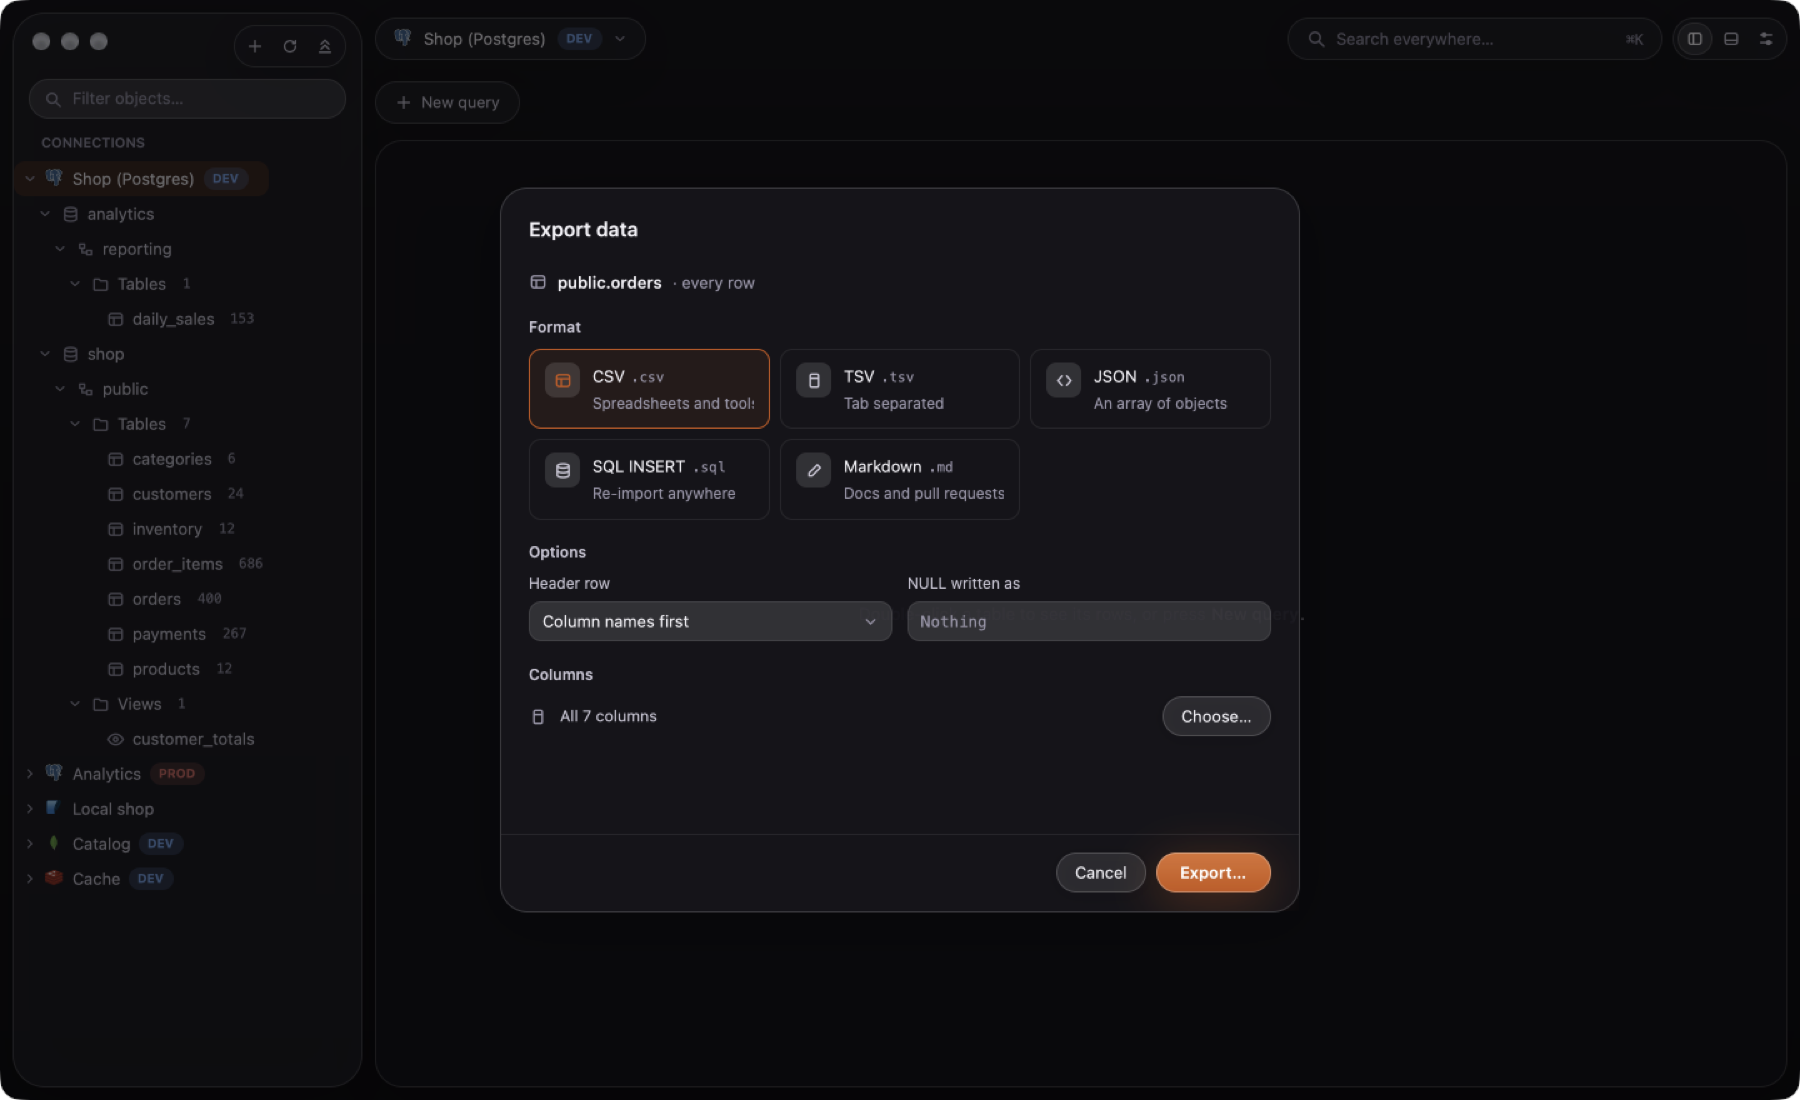 Shop (Postgres) DEV
Search everywhere... ⌘K
Filter objects...
New query
CONNECTIONS
Shop (Postgres) DEV
analytics
reporting
Tables 1
daily_sales 153
shop
public
Tables 7
categories 6
customers 24
inventory 12
order_items 686
orders 400
payments 267
products 12
Views 1
customer_totals
Analytics PROD
Local shop
Catalog DEV
Cache DEV
Export data
public.orders · every row
Format
CSV .csv
Spreadsheets and tools
TSV .tsv
Tab separated
JSON .json
An array of objects
SQL INSERT .sql
Re-import anywhere
Markdown .md
Docs and pull requests
Options
Header row
NULL written as
Column names first
Nothing
Columns
All 7 columns
Choose...
Cancel
Export...